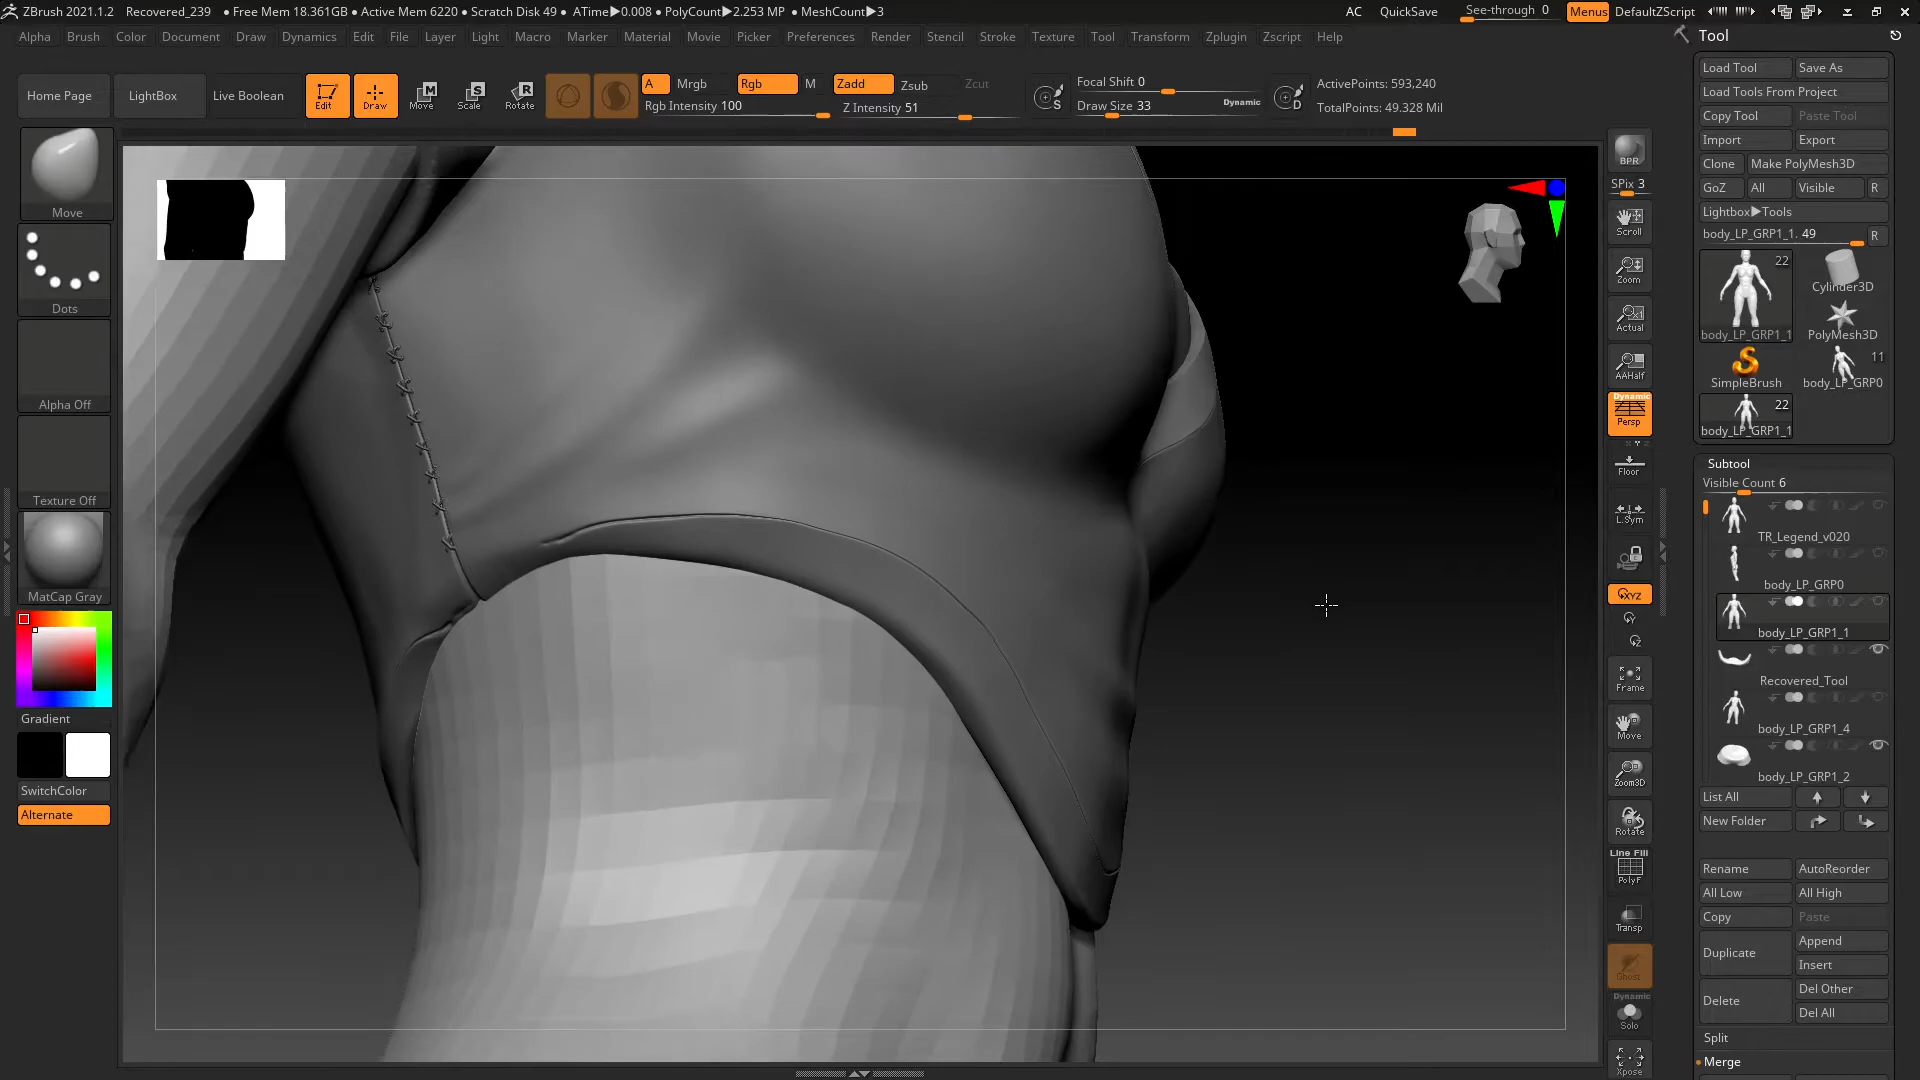 ZBrush 2021.1.2 Recovered_239 • Free Mem 18.361GB • Active Mem 6220 • Scratch Disk 49 • ATime▶0.008 • PolyCount▶2.253 MP • MeshCount▶3 AC QuickSave See-through 0 Menus DefaultZScript
Alpha Brush Color Document Draw Dynamics Edit File Layer Light Macro Marker Material Movie Picker Preferences Render Stencil Stroke Texture Tool Transform Zplugin Zscript Help
Home Page LightBox Live Boolean Edit Draw Move Scale Rotate
M S R
A Mrgb Rgb M Zadd Zsub Zcut
Rgb Intensity 100 Z Intensity 51
S Focal Shift 0
Draw Size 33 Dynamic D
ActivePoints: 593,240
TotalPoints: 49.328 Mil
Move
Dots
Alpha Off
Texture Off
MatCap Gray
Gradient
SwitchColor
Alternate
BPR
SPix 3
Scroll
Zoom
Actual
AAHalf
Dynamic
Persp
Floor
L.Sym
XYZ
Y
Z
Frame
Move
Zoom3D
Rotate
Line Fill
PolyF
Transp
Ghost
Dynamic
Solo
Xpose
Tool
Load Tool Save As
Load Tools From Project
Copy Tool Paste Tool
Import Export
Clone Make PolyMesh3D
GoZ All Visible R
Lightbox▶Tools
body_LP_GRP1_1. 49 R
22 Cylinder3D
body_LP_GRP1_1 PolyMesh3D
SimpleBrush 11 body_LP_GRP0
22
body_LP_GRP1_1
Subtool
Visible Count 6
TR_Legend_v020
body_LP_GRP0
body_LP_GRP1_1
Recovered_Tool
body_LP_GRP1_4
body_LP_GRP1_2
List All
New Folder
Rename AutoReorder
All Low All High
Copy Paste
Duplicate Append
Insert
Delete Del Other
Del All
Split
Merge